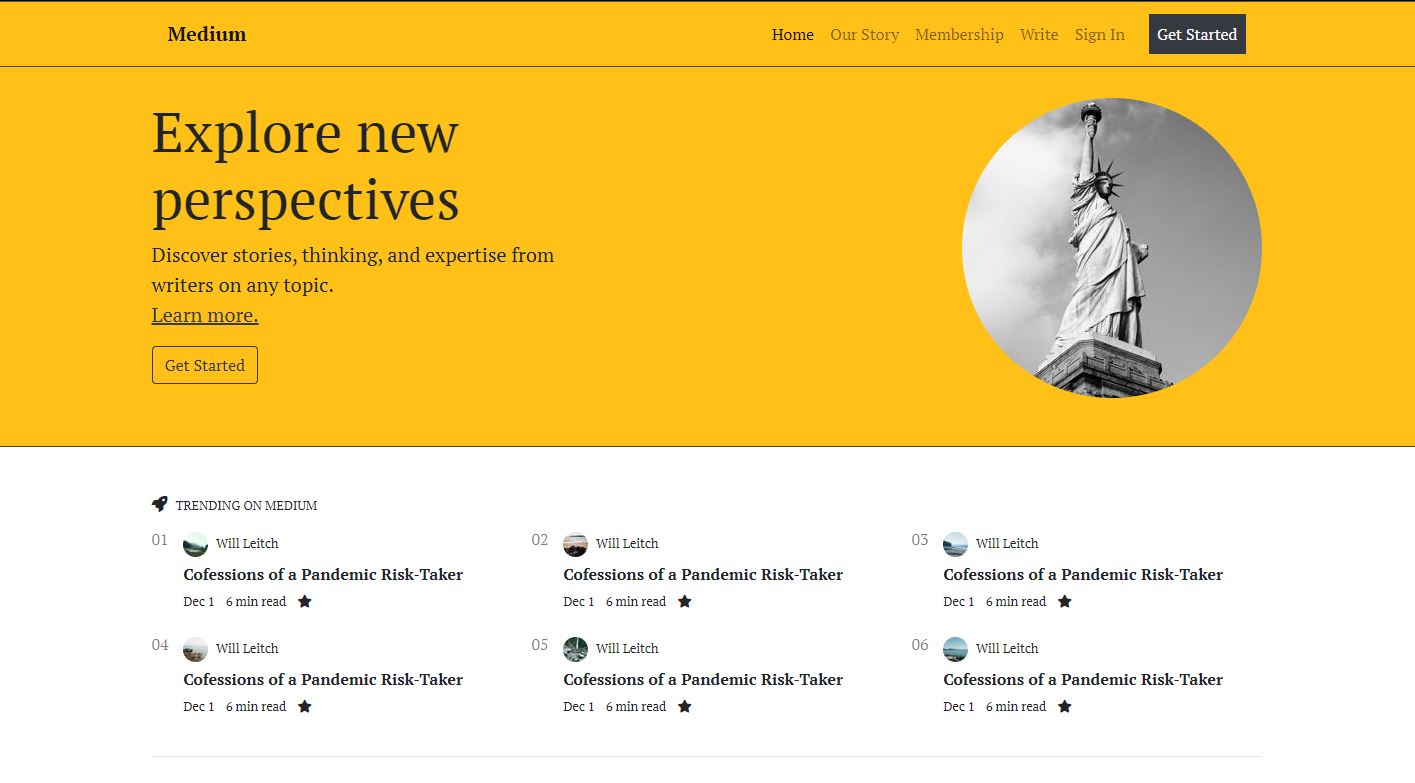 Medium
Home Our Story Membership Write Sign In Get Started
Explore new
perspectives
Discover stories, thinking, and expertise from
writers on any topic.
Learn more.
Get Started
TRENDING ON MEDIUM
01 Will Leitch
Cofessions of a Pandemic Risk-Taker
Dec 1 6 min read
02 Will Leitch
Cofessions of a Pandemic Risk-Taker
Dec 1 6 min read
03 Will Leitch
Cofessions of a Pandemic Risk-Taker
Dec 1 6 min read
04 Will Leitch
Cofessions of a Pandemic Risk-Taker
Dec 1 6 min read
05 Will Leitch
Cofessions of a Pandemic Risk-Taker
Dec 1 6 min read
06 Will Leitch
Cofessions of a Pandemic Risk-Taker
Dec 1 6 min read